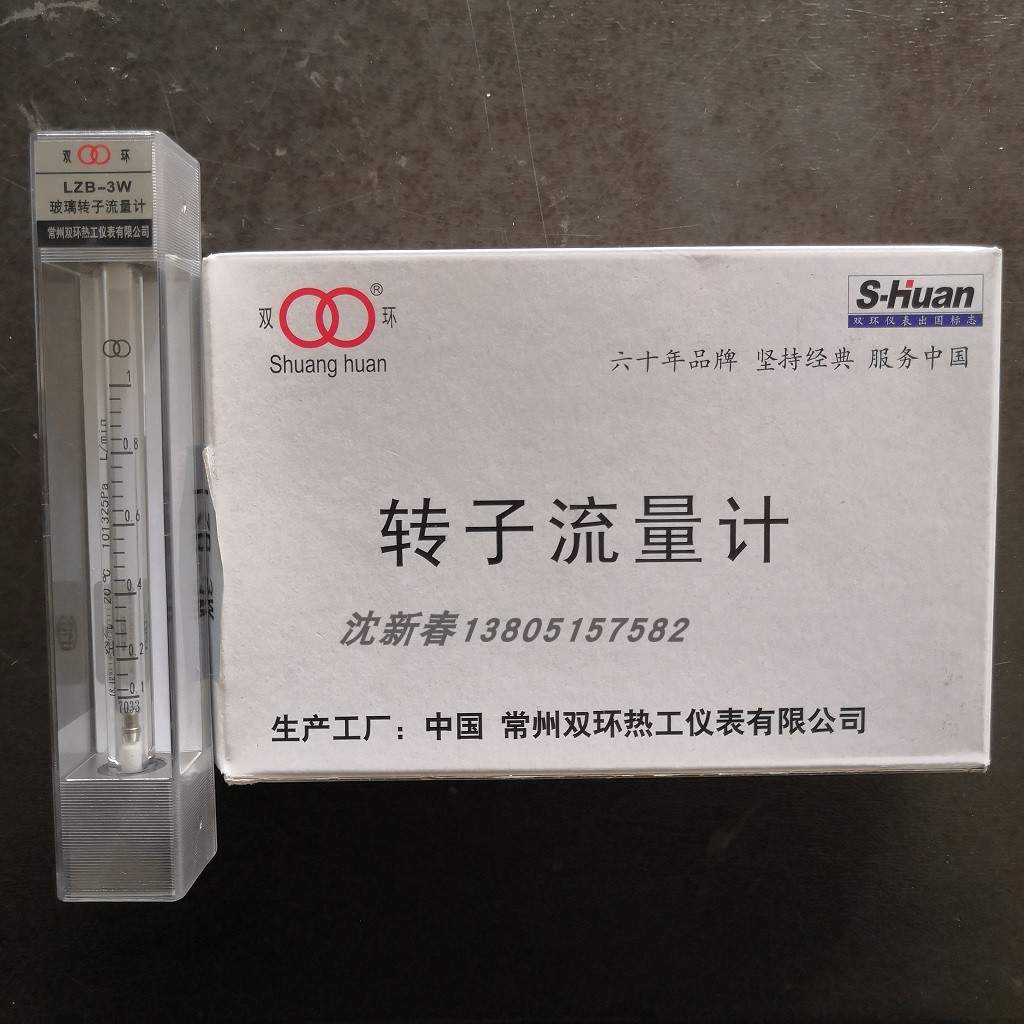 双 环
LZB-3W
玻璃转子流量计
常州双环热工仪表有限公司
1
0.8
0.6
0.4
0.2
0.1
7033
20℃ 101325Pa L/min
双 环 ®
Shuang huan
S-Huan
双环仪表出国标志
六十年品牌 坚持经典 服务中国
转子流量计
沈新春13805157582
生产工厂：中国 常州双环热工仪表有限公司